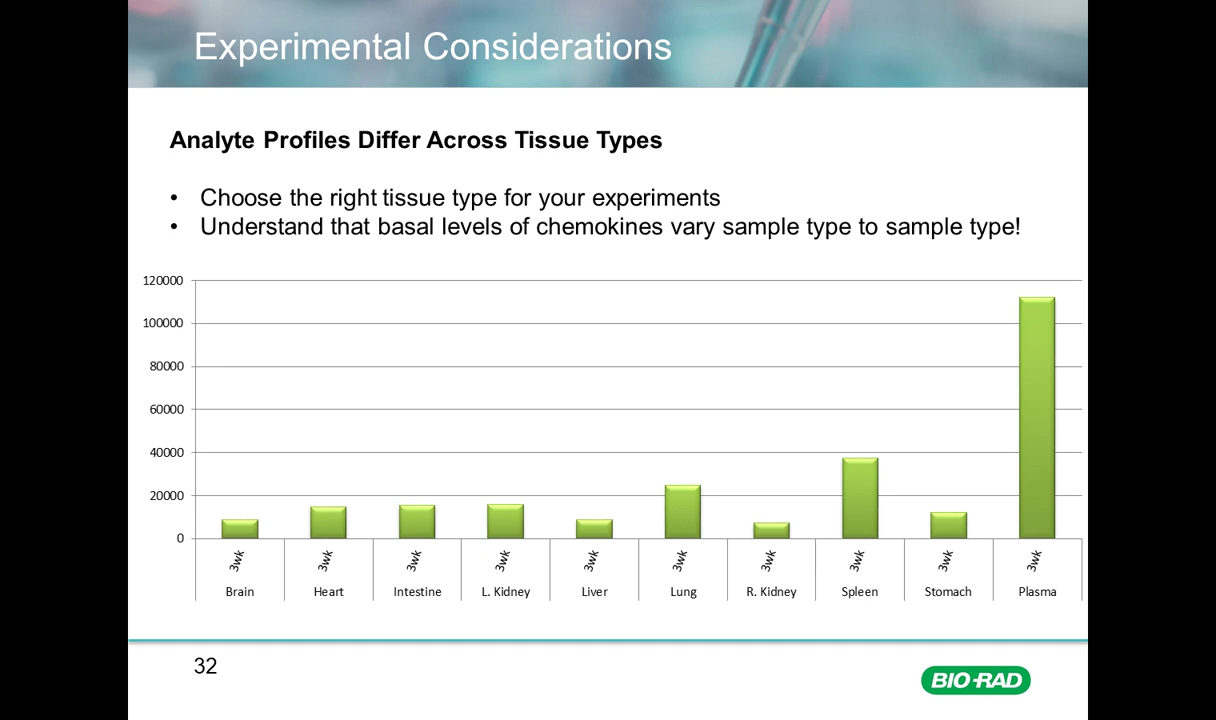 Experimental Considerations
Analyte Profiles Differ Across Tissue Types
• Choose the right tissue type for your experiments
• Understand that basal levels of chemokines vary sample type to sample type!
120000
100000
80000
60000
40000
20000
0
3wk 3wk 3wk 3wk 3wk 3wk 3wk 3wk 3wk 3wk
Brain Heart Intestine L. Kidney Liver Lung R. Kidney Spleen Stomach Plasma
32
BIO-RAD